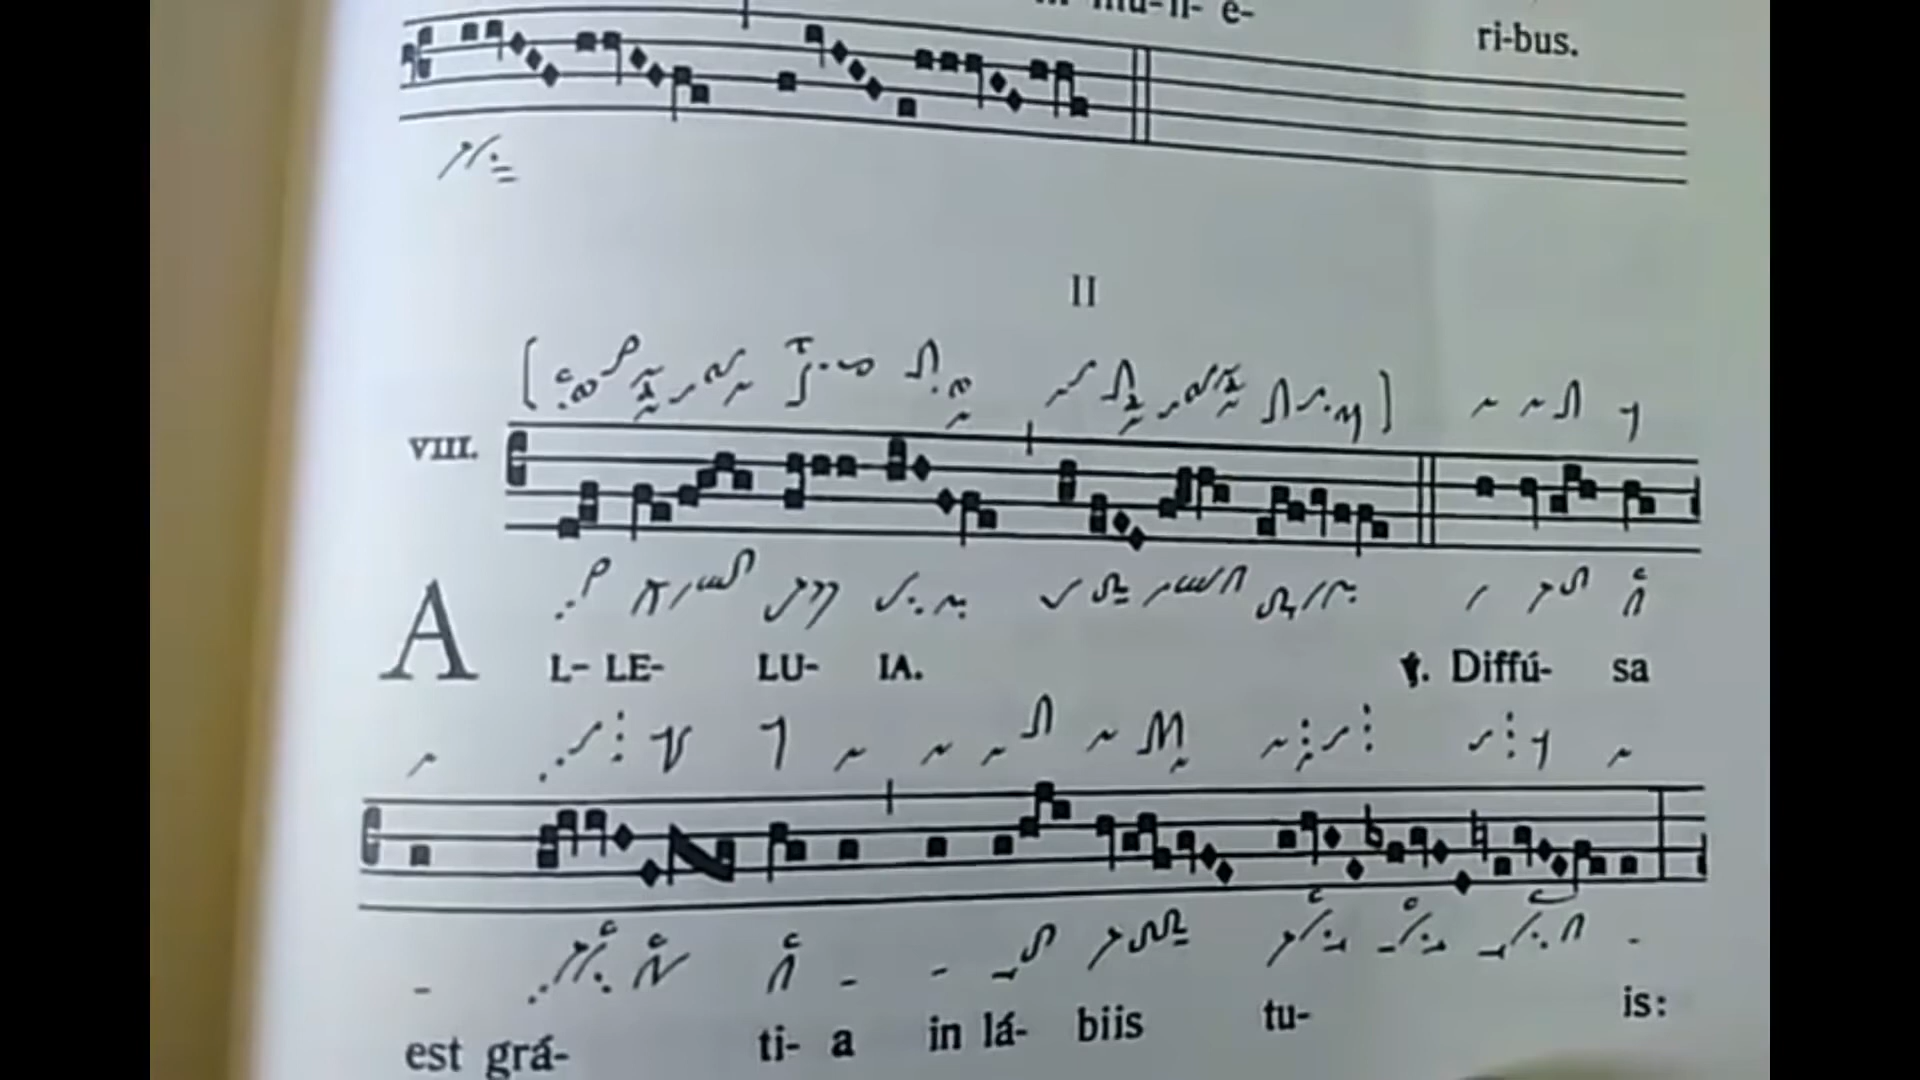 mu-li- e-
ri-bus.
II
VIII.
AL- LE- LU- IA. ℣. Diffú- sa
est grá- ti- a in lá- biis tu- is: